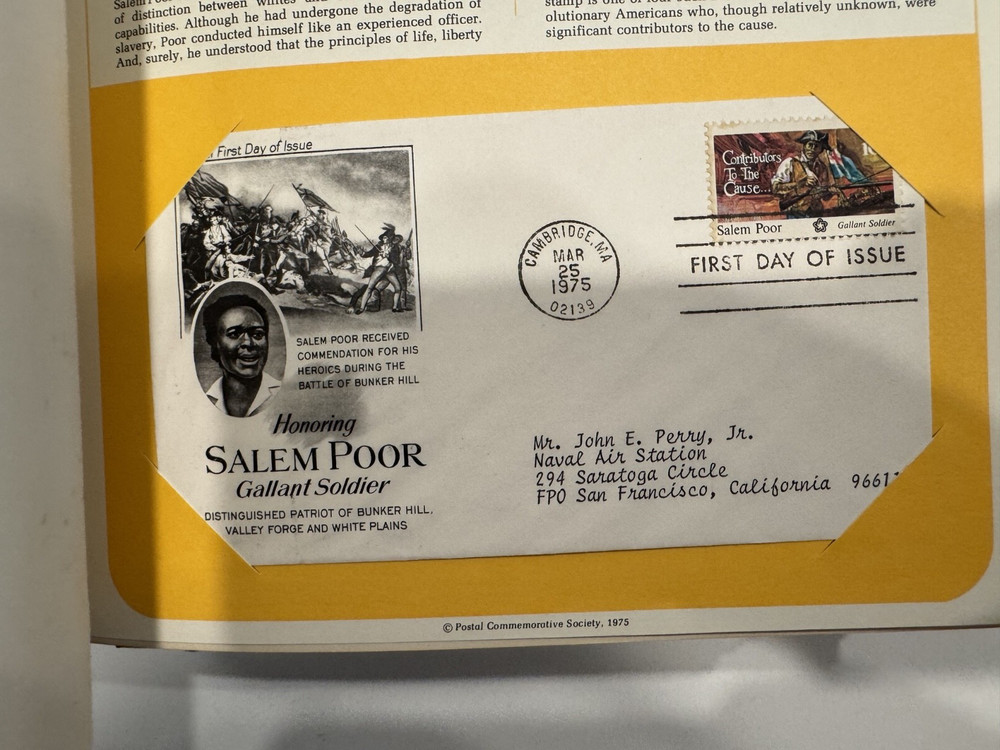 of distinction between whites and
capabilities. Although he had undergone the degradation of
slavery, Poor conducted himself like an experienced officer.
And, surely, he understood that the principles of life, liberty
olutionary Americans who, though relatively unknown, were
significant contributors to the cause.
First Day of Issue
SALEM POOR RECEIVED
COMMENDATION FOR HIS
HEROICS DURING THE
BATTLE OF BUNKER HILL
Honoring
SALEM POOR
Gallant Soldier
DISTINGUISHED PATRIOT OF BUNKER HILL,
VALLEY FORGE AND WHITE PLAINS
CAMBRIDGE, MA
MAR
25
1975
02139
Contributors
To The
Cause...
Salem Poor
Gallant Soldier
FIRST DAY OF ISSUE
Mr. John E. Perry, Jr.
Naval Air Station
294 Saratoga Circle
FPO San Francisco, California 9661
© Postal Commemorative Society, 1975